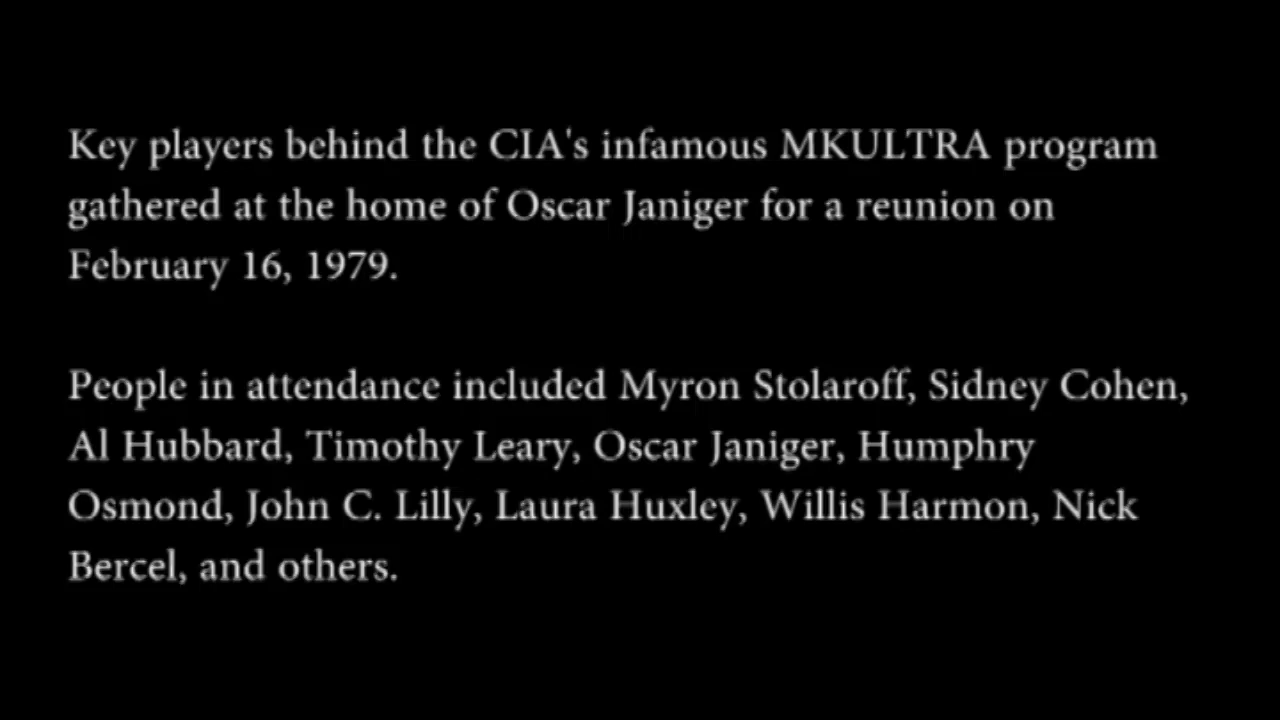 Key players behind the CIA's infamous MKULTRA program
gathered at the home of Oscar Janiger for a reunion on
February 16, 1979.
People in attendance included Myron Stolaroff, Sidney Cohen,
Al Hubbard, Timothy Leary, Oscar Janiger, Humphry
Osmond, John C. Lilly, Laura Huxley, Willis Harmon, Nick
Bercel, and others.